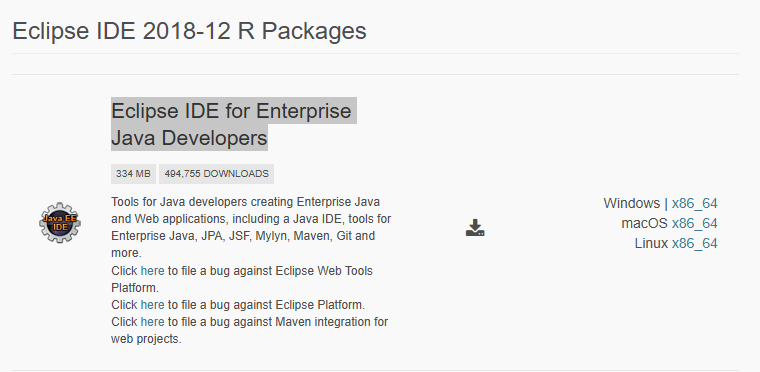 Eclipse IDE 2018-12 R Packages
Eclipse IDE for Enterprise
Java Developers
334 MB 494,755 DOWNLOADS
Java EE
IDE
Tools for Java developers creating Enterprise Java
and Web applications, including a Java IDE, tools for
Enterprise Java, JPA, JSF, Mylyn, Maven, Git and
more.
Click here to file a bug against Eclipse Web Tools
Platform.
Click here to file a bug against Eclipse Platform.
Click here to file a bug against Maven integration for
web projects.
Windows | x86_64
macOS x86_64
Linux x86_64